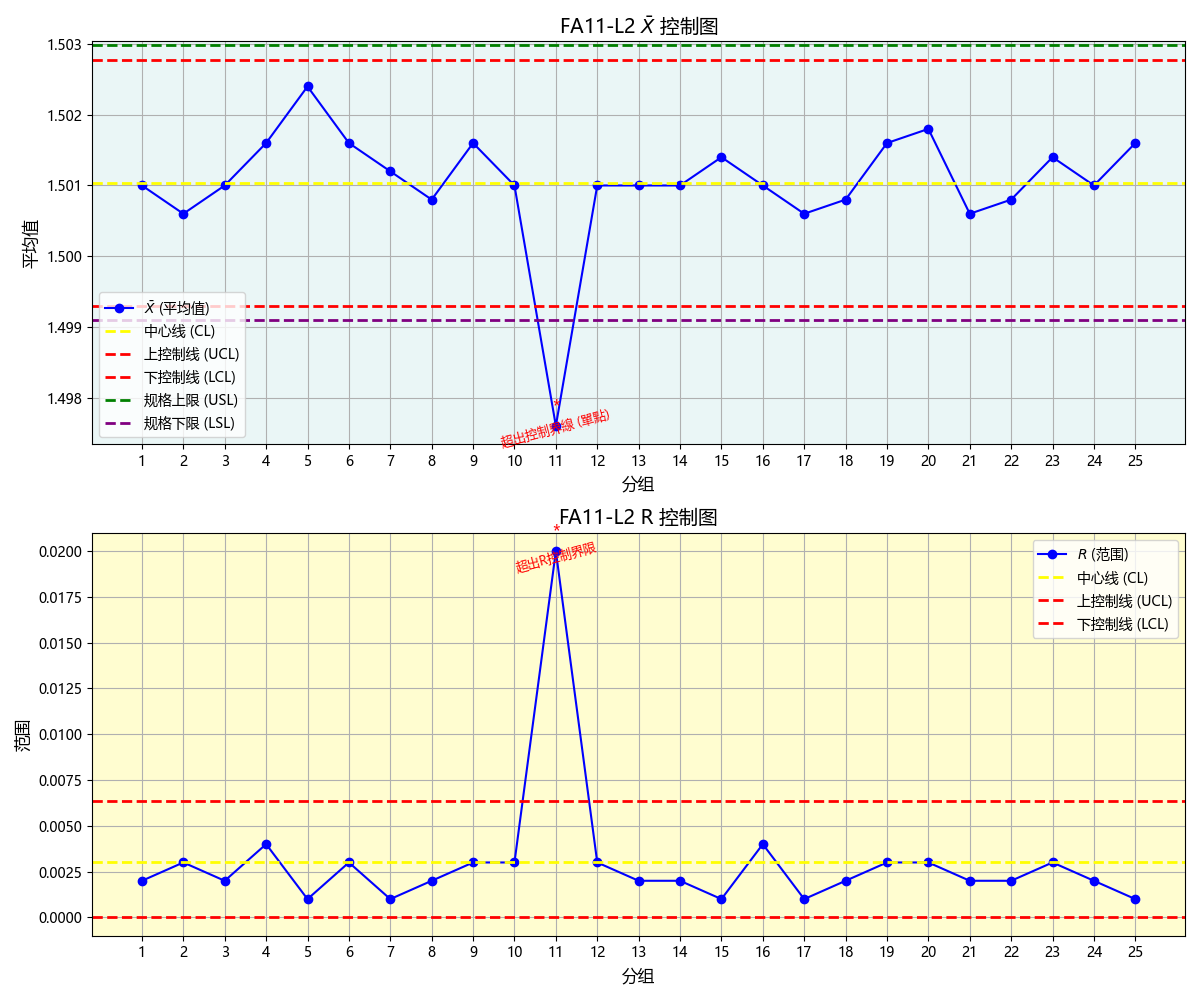 FA11-L2 X̄ 控制图
1.503
1.502
1.501
1.500
1.499
1.498
平均值
X̄ (平均值)
中心线 (CL)
上控制线 (UCL)
下控制线 (LCL)
规格上限 (USL)
规格下限 (LSL)
*
超出控制界線 (單點)
1 2 3 4 5 6 7 8 9 10 11 12 13 14 15 16 17 18 19 20 21 22 23 24 25
分组
FA11-L2 R 控制图
*
超出R控制界限
0.0200
0.0175
0.0150
0.0125
0.0100
0.0075
0.0050
0.0025
0.0000
范围
R (范围)
中心线 (CL)
上控制线 (UCL)
下控制线 (LCL)
1 2 3 4 5 6 7 8 9 10 11 12 13 14 15 16 17 18 19 20 21 22 23 24 25
分组